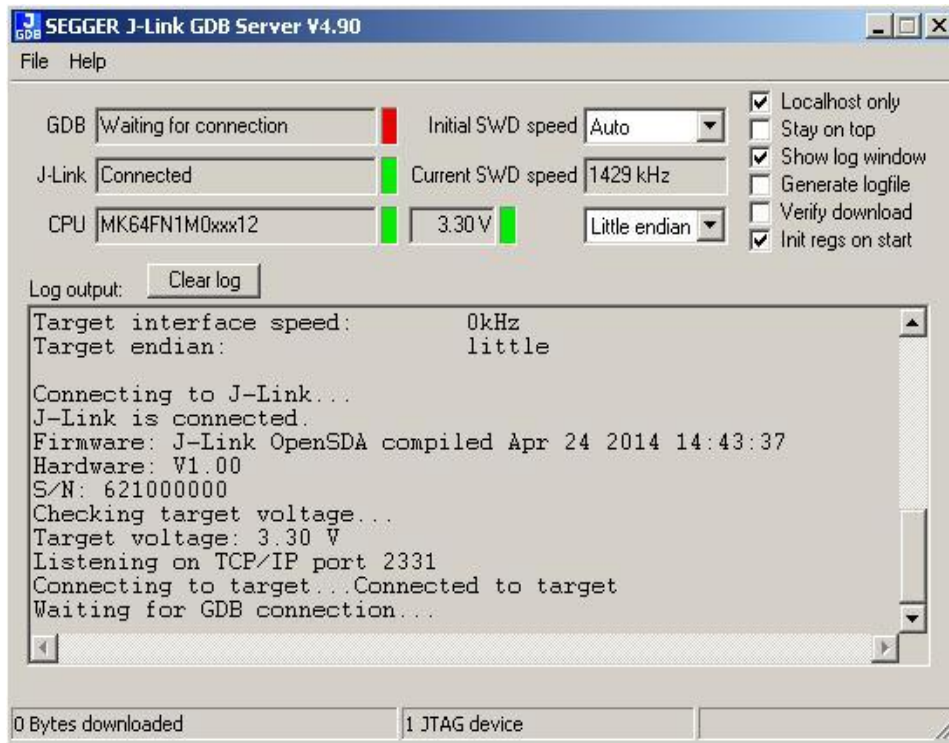 J GDB SEGGER J-Link GDB Server V4.90
File Help
GDB Waiting for connection Initial SWD speed Auto
J-Link Connected Current SWD speed 1429 kHz
CPU MK64FN1M0xxx12 3.30 V Little endian
Localhost only
Stay on top
Show log window
Generate logfile
Verify download
Init regs on start
Log output: Clear log
Target interface speed: 0kHz
Target endian: little
Connecting to J-Link...
J-Link is connected.
Firmware: J-Link OpenSDA compiled Apr 24 2014 14:43:37
Hardware: V1.00
S/N: 621000000
Checking target voltage...
Target voltage: 3.30 V
Listening on TCP/IP port 2331
Connecting to target...Connected to target
Waiting for GDB connection...
0 Bytes downloaded 1 JTAG device